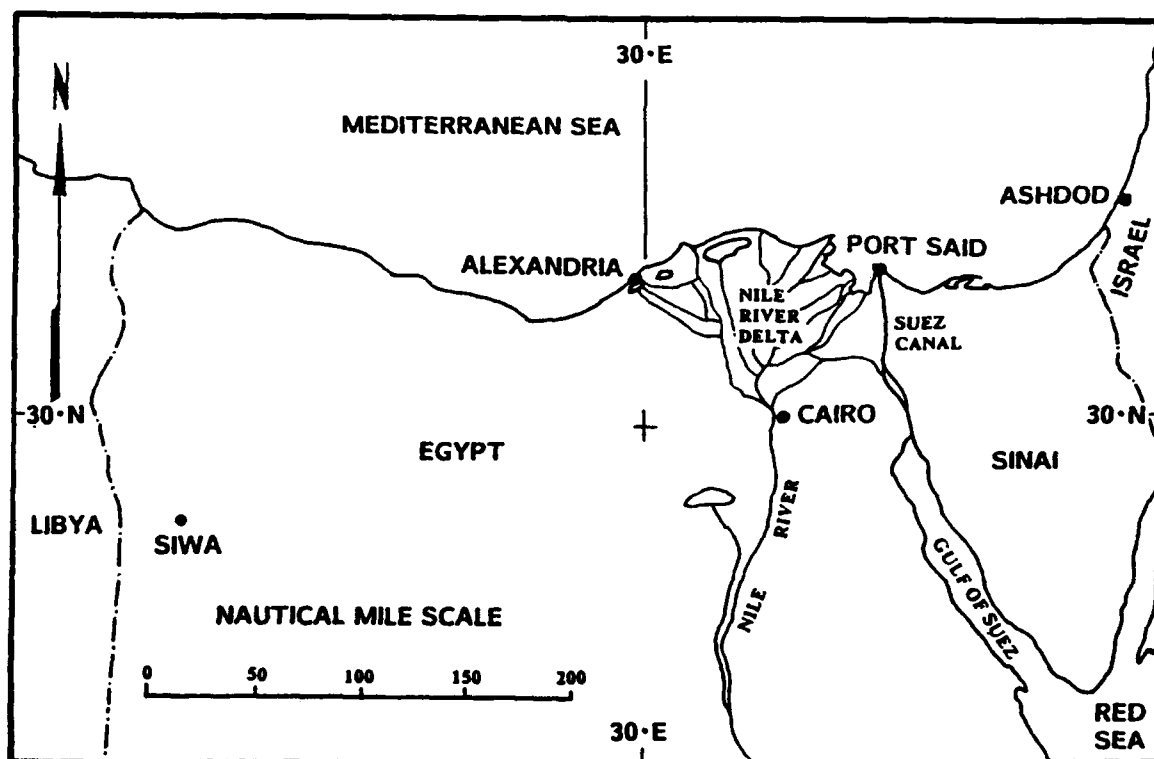 30·E
N
MEDITERRANEAN SEA
ASHDOD
ISRAEL
ALEXANDRIA
PORT SAID
NILE
RIVER
DELTA
SUEZ
CANAL
30·N
CAIRO
30·N
EGYPT
SINAI
LIBYA
SIWA
RIVER
NILE
GULF OF SUEZ
NAUTICAL MILE SCALE
0 50 100 150 200
30·E
RED
SEA